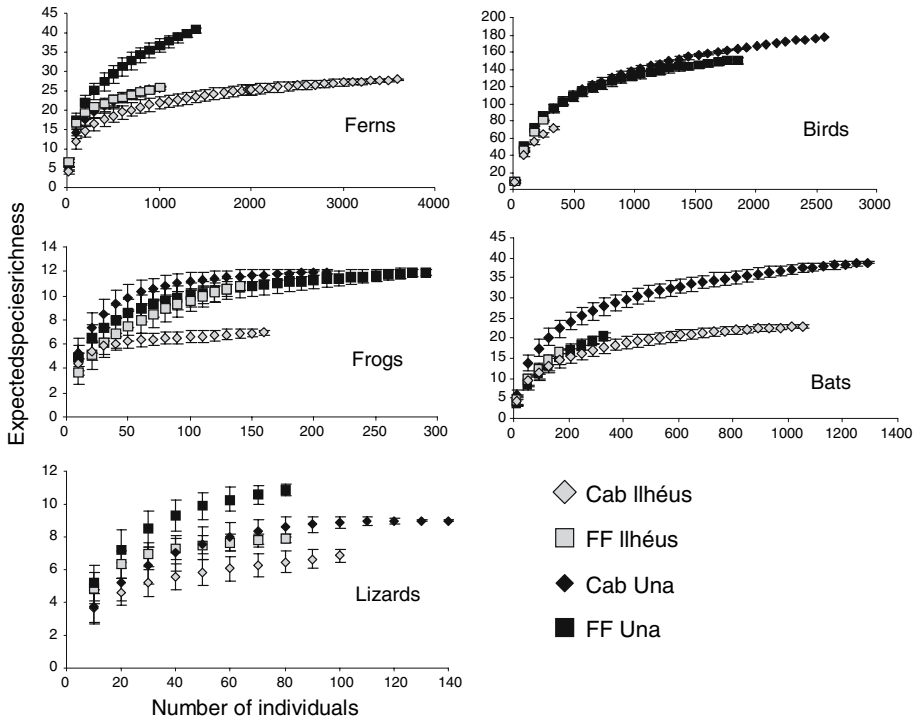 Expectedspeciesrichness
45
40
35
30
25
20
15
10
5
0
0 1000 2000 3000 4000
Ferns
200
180
160
140
120
100
80
60
40
20
0
0 500 1000 1500 2000 2500 3000
Birds
14
12
10
8
6
4
2
0
0 50 100 150 200 250 300
Frogs
45
40
35
30
25
20
15
10
5
0
0 200 400 600 800 1000 1200 1400
Bats
12
10
8
6
4
2
0
0 20 40 60 80 100 120 140
Lizards
Number of individuals
Cab Ilhéus
FF Ilhéus
Cab Una
FF Una